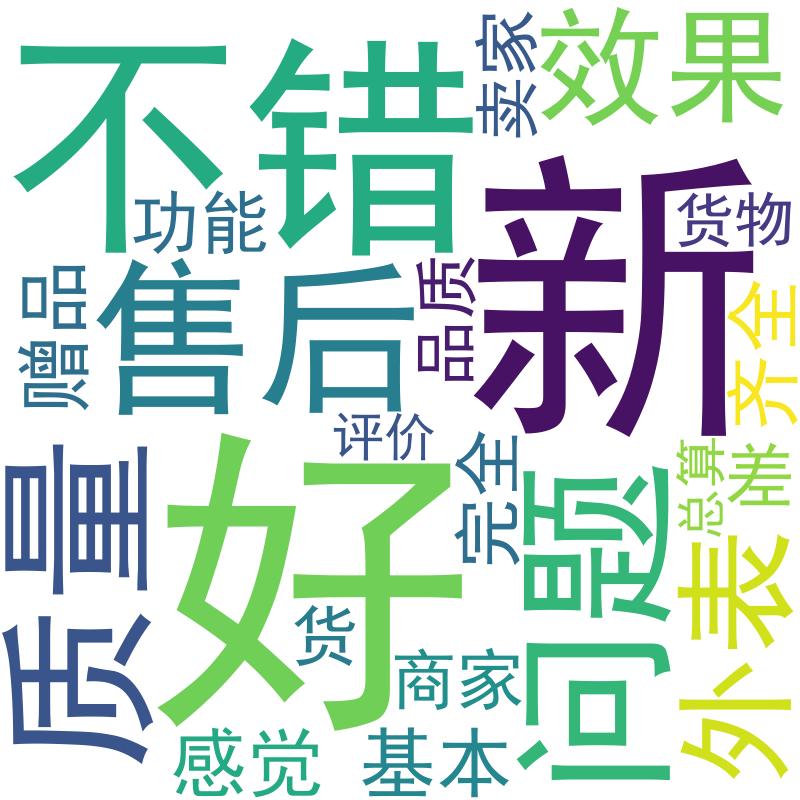 不错
效果
卖家
新
货物
功能
售后
品质
赠品
齐全
评价
好
质量
完全
问题
总算
差
外表
货
商家
感觉
基本